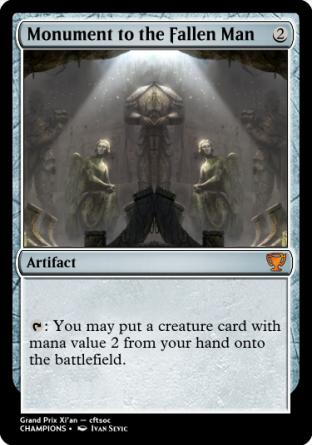 Monument to the Fallen Man 2
Artifact
: You may put a creature card with
mana value 2 from your hand onto
the battlefield.
Grand Prix Xi'an — cftsoc
CHAMPIONS • Ivan Sevic